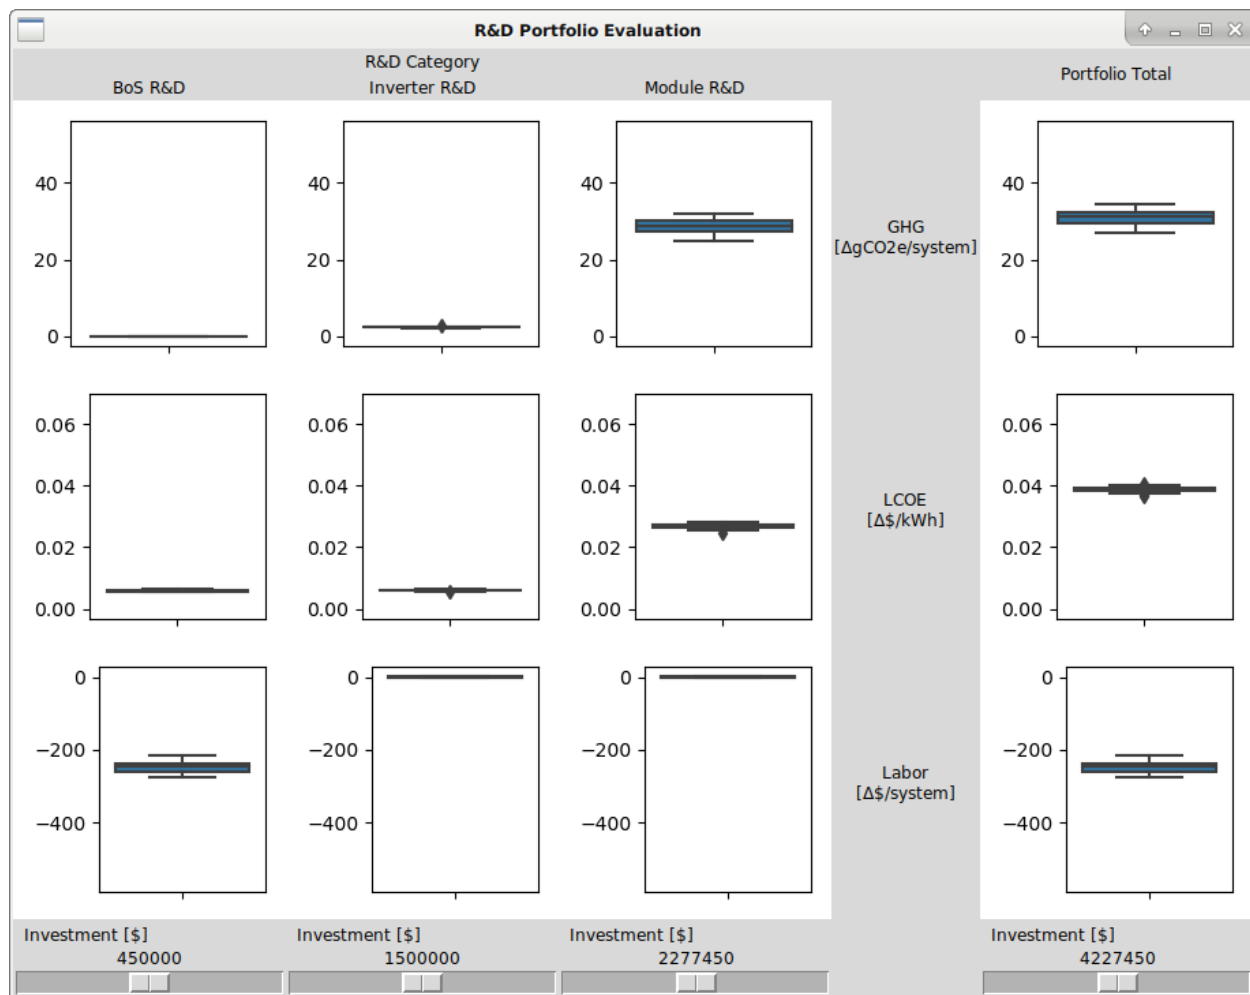 R&D Portfolio Evaluation
R&D Category
BoS R&D Inverter R&D Module R&D Portfolio Total
40 40 40 40
20 20 20 20
0 0 0 0
GHG
[ΔgCO2e/system]
0.06 0.06 0.06 0.06
0.04 0.04 0.04 0.04
0.02 0.02 0.02 0.02
0.00 0.00 0.00 0.00
LCOE
[Δ$/kWh]
0 0 0 0
−200 −200 −200 −200
−400 −400 −400 −400
Labor
[Δ$/system]
Investment [$] Investment [$] Investment [$] Investment [$]
450000 1500000 2277450 4227450